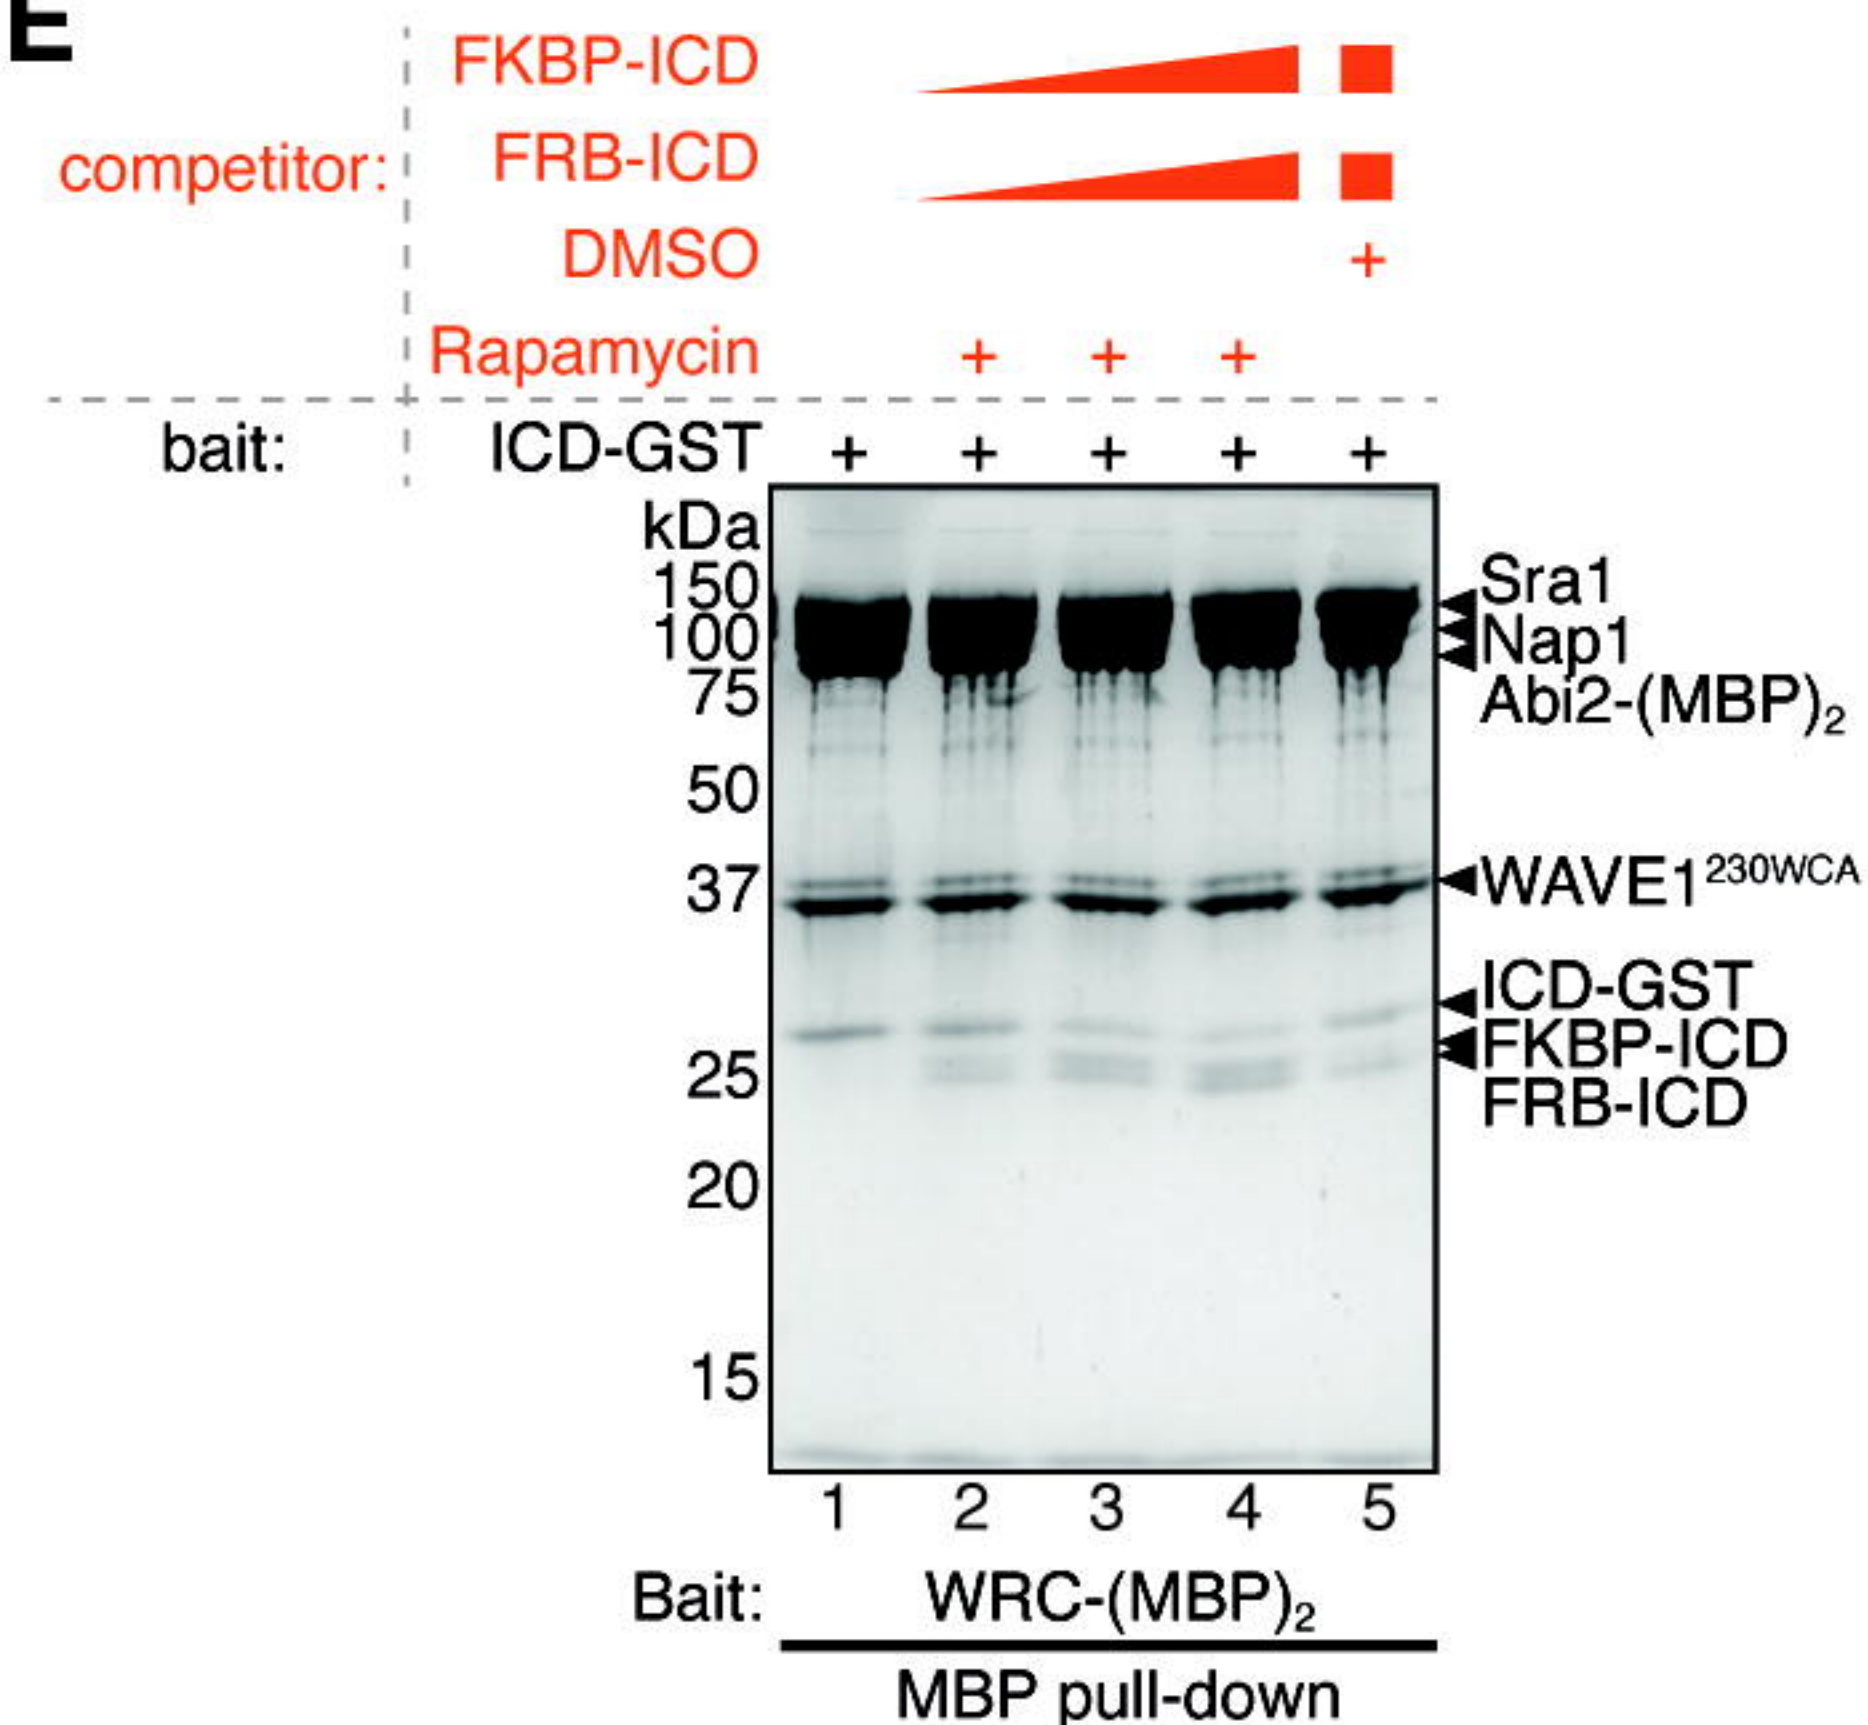 E
FKBP-ICD
competitor: FRB-ICD
DMSO +
Rapamycin + + +
bait: ICD-GST + + + + +
kDa
150
100
75
50
37
25
20
15
Sra1
Nap1
Abi2-(MBP)₂
WAVE1²³⁰ᵂᶜᴬ
ICD-GST
FKBP-ICD
FRB-ICD
1 2 3 4 5
Bait: WRC-(MBP)₂
MBP pull-down